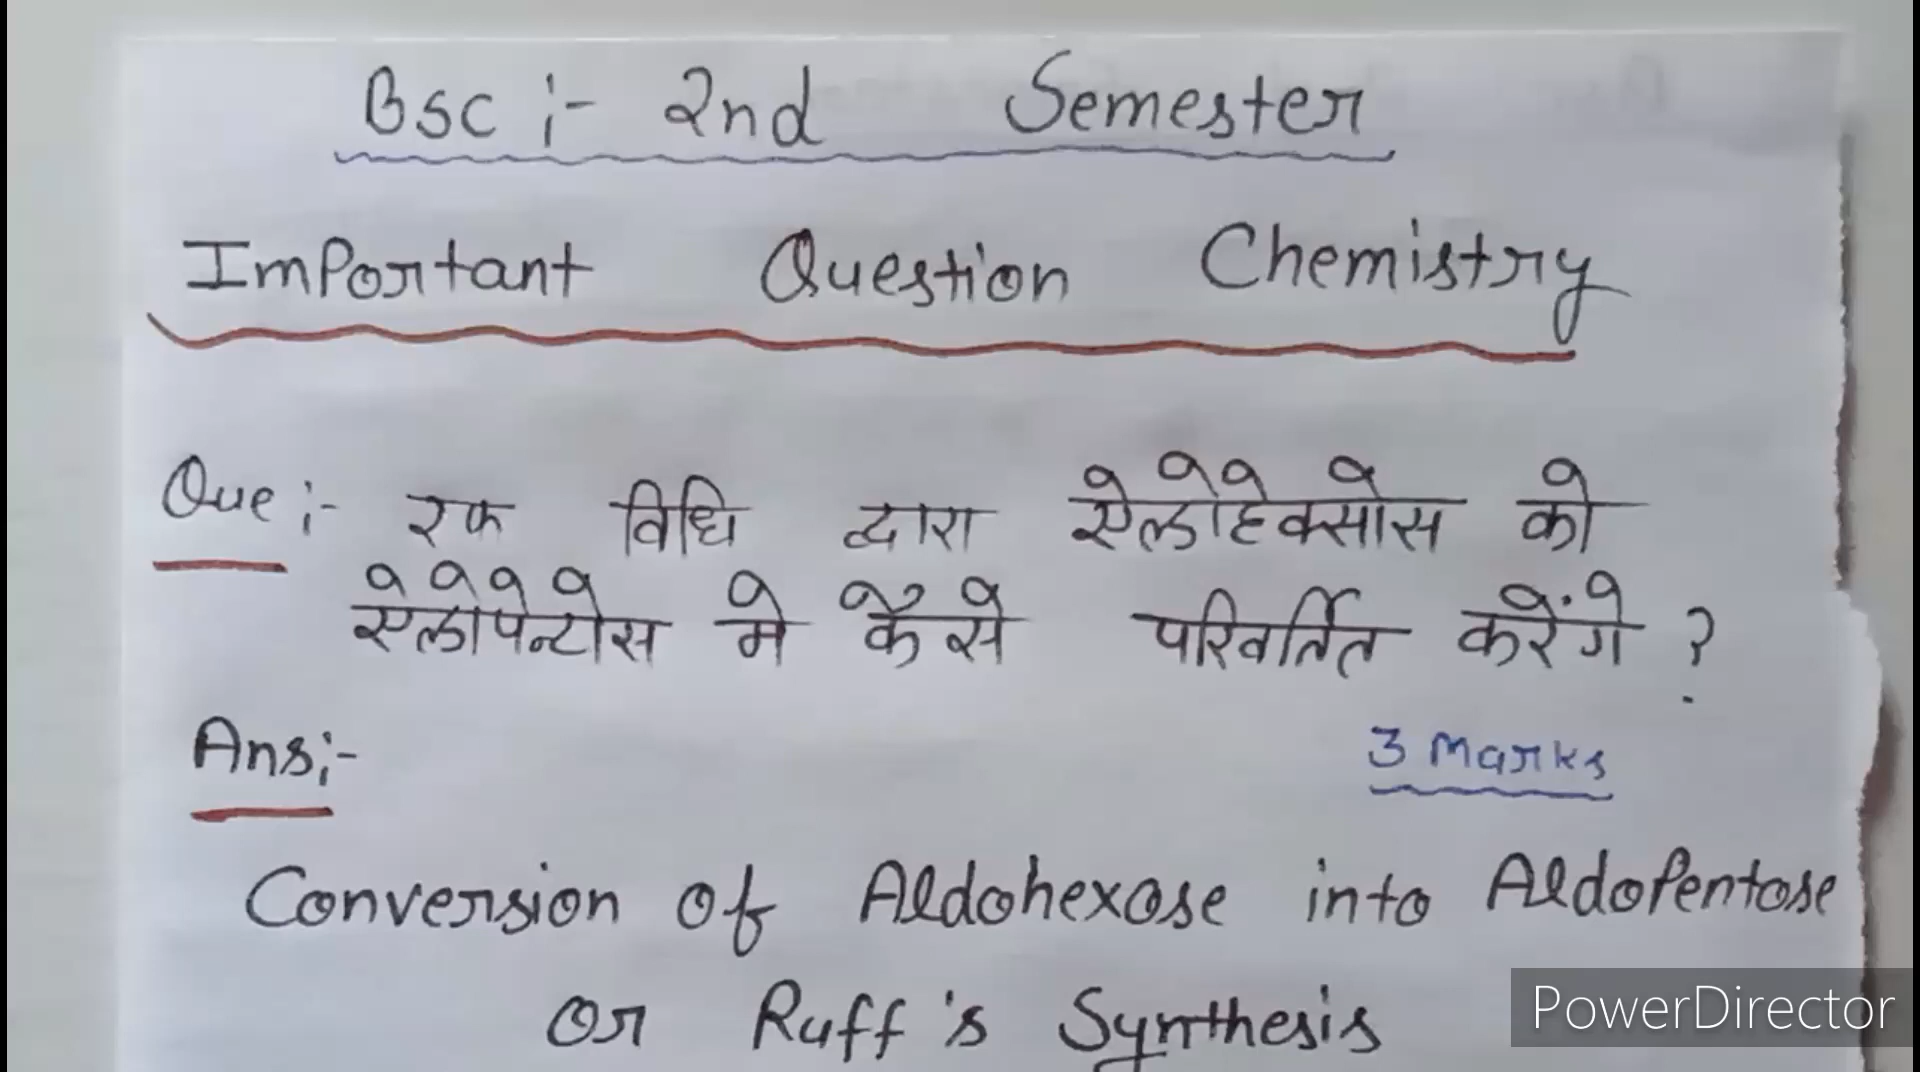 Bsc ;- 2nd Semester
ImPortant Question Chemistry
Que ;- रफ विधि द्वारा ऐल्डोहेक्सोस को
ऐल्डोपेन्टोस मे कैसे परिवर्तित करेंगे ?
Ans;-
3 Marks
Conversion of Aldohexose into AldoPentose
Or Ruff's Synthesis
PowerDirector